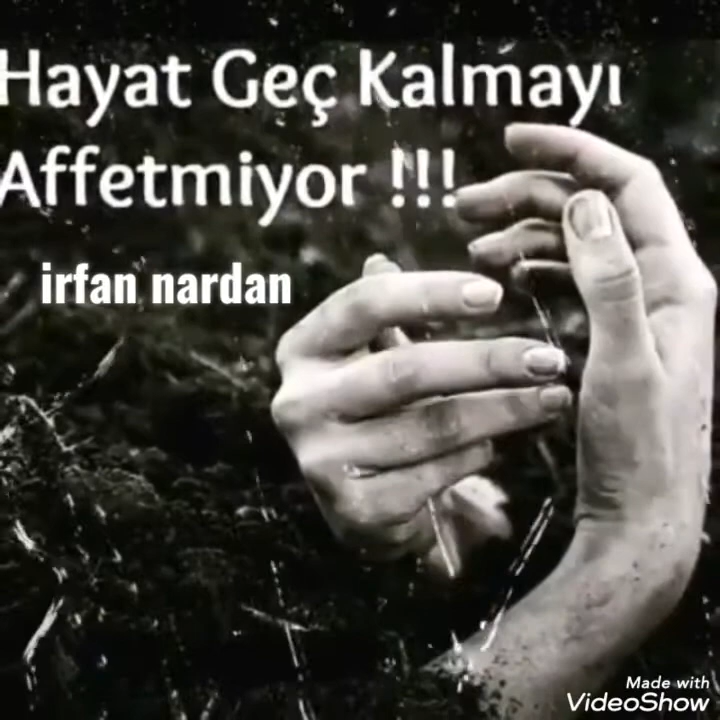 Hayat Geç Kalmayı
Affetmiyor !!!
irfan nardan
Made with
VideoShow